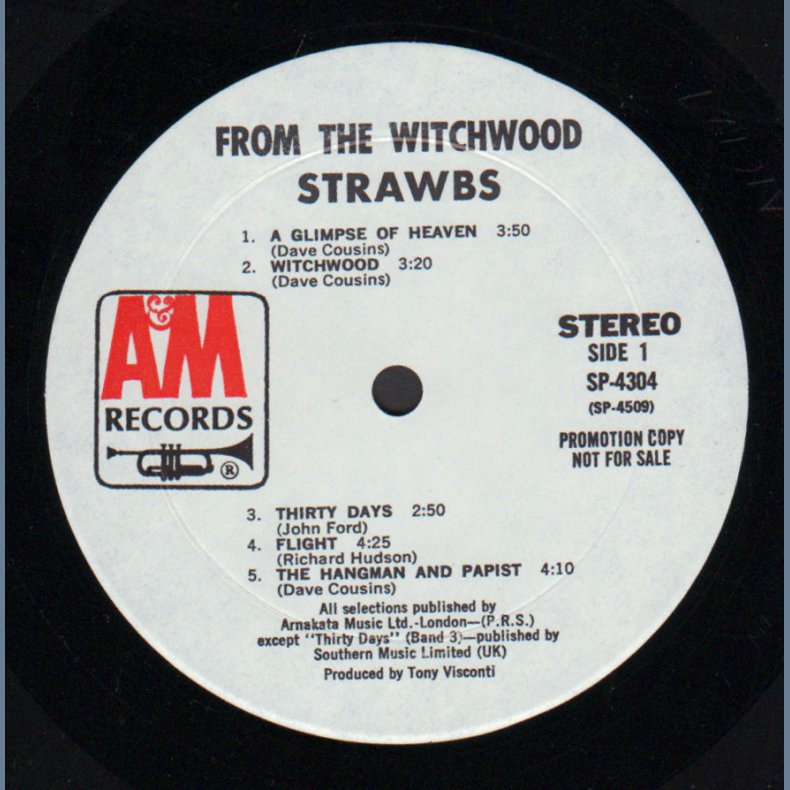 FROM THE WITCHWOOD
STRAWBS
1. A GLIMPSE OF HEAVEN 3:50
(Dave Cousins)
2. WITCHWOOD 3:20
(Dave Cousins)
A&M
RECORDS
®
STEREO
SIDE 1
SP-4304
(SP-4509)
PROMOTION COPY
NOT FOR SALE
3. THIRTY DAYS 2:50
(John Ford)
4. FLIGHT 4:25
(Richard Hudson)
5. THE HANGMAN AND PAPIST 4:10
(Dave Cousins)
All selections published by
Arnakata Music Ltd.-London—(P.R.S.)
except "Thirty Days" (Band 3)—published by
Southern Music Limited (UK)
Produced by Tony Visconti